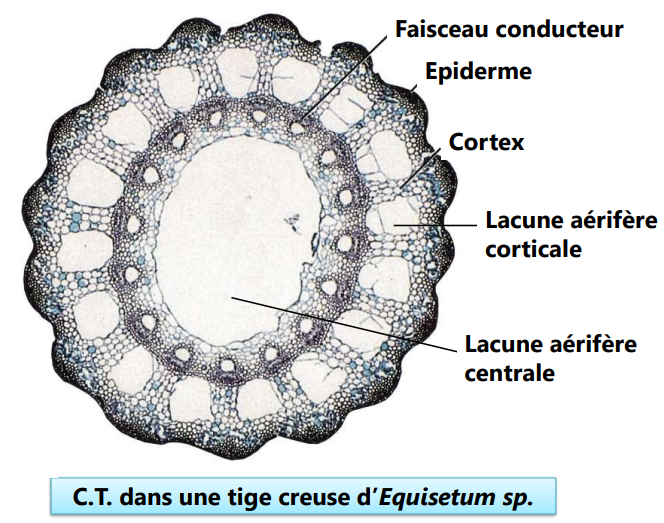 Faisceau conducteur
Epiderme
Cortex
Lacune aérifère
corticale
Lacune aérifère
centrale
C.T. dans une tige creuse d’Equisetum sp.